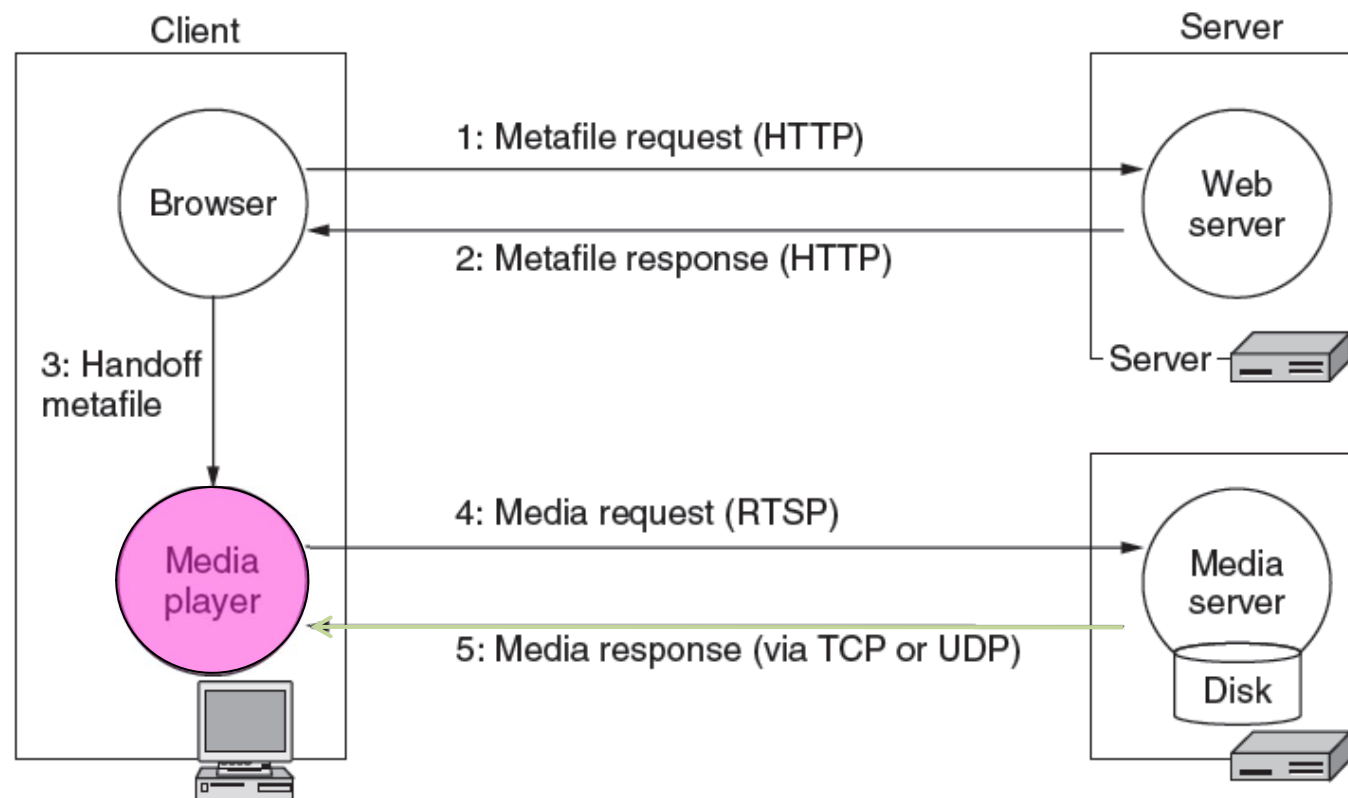 Client
Server
1: Metafile request (HTTP)
Browser
Web
server
2: Metafile response (HTTP)
3: Handoff
metafile
Server
4: Media request (RTSP)
Media
player
Media
server
5: Media response (via TCP or UDP)
Disk